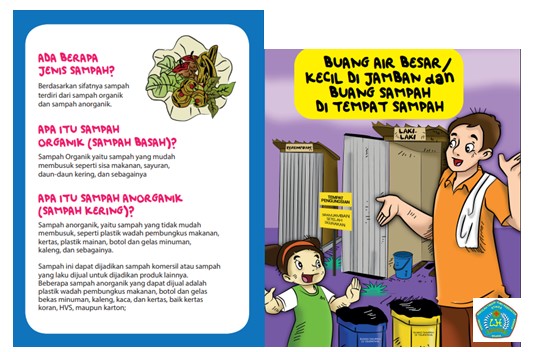 ADA BERAPA
JENIS SAMPAH?
Berdasarkan sifatnya sampah
terdiri dari sampah organik
dan sampah anorganik.
APA ITU SAMPAH
ORGANIK (SAMPAH BASAH)?
Sampah Organik yaitu sampah yang mudah
membusuk seperti sisa makanan, sayuran,
daun-daun kering, dan sebagainya
APA ITU SAMPAH ANORGANIK
(SAMPAH KERING)?
Sampah anorganik, yaitu sampah yang tidak mudah
membusuk, seperti plastik wadah pembungkus makanan,
kertas, plastik mainan, botol dan gelas minuman,
kaleng, dan sebagainya.
Sampah ini dapat dijadikan sampah komersil atau sampah
yang laku dijual untuk dijadikan produk lainnya.
Beberapa sampah anorganik yang dapat dijual adalah
plastik wadah pembungkus makanan, botol dan gelas
bekas minuman, kaleng, kaca, dan kertas, baik kertas
koran, HVS, maupun karton;
BUANG AIR BESAR/
KECIL DI JAMBAN dan
BUANG SAMPAH
DI TEMPAT SAMPAH
PEREMPUAN
LAKI-
LAKI
TEMPAT
PENGUNGSIAN